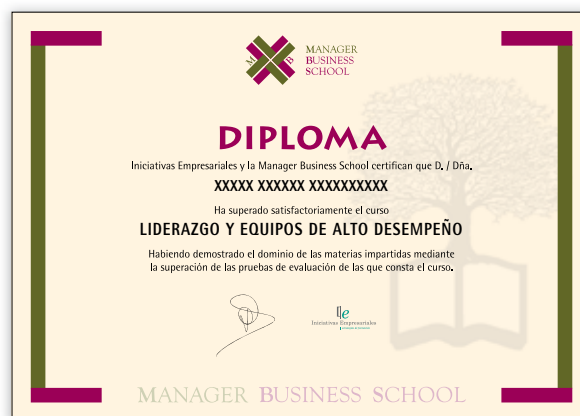 M B
MANAGER
BUSINESS
SCHOOL
DIPLOMA
Iniciativas Empresariales y la Manager Business School certifican que D. / Dña.
XXXXX XXXXXX XXXXXXXXXX
Ha superado satisfactoriamente el curso
LIDERAZGO Y EQUIPOS DE ALTO DESEMPEÑO
Habiendo demostrado el dominio de las materias impartidas mediante
la superación de las pruebas de evaluación de las que consta el curso.
Iniciativas Empresariales
MANAGER BUSINESS SCHOOL